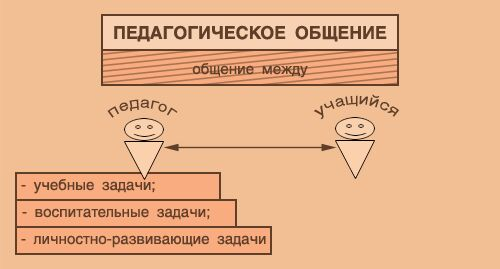 ПЕДАГОГИЧЕСКОЕ ОБЩЕНИЕ
общение между
педагог
учащийся
- учебные задачи;
- воспитательные задачи;
- личностно-развивающие задачи